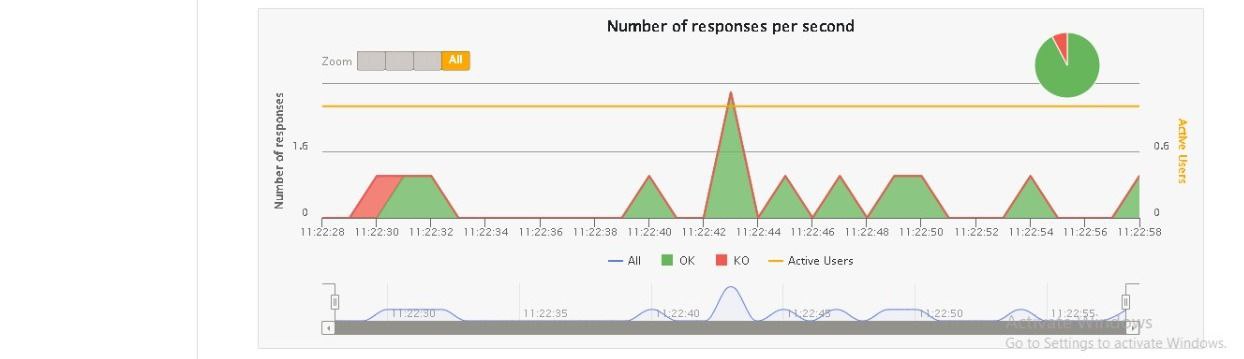 Number of responses per second
Zoom All
Number of responses
Active Users
1.6 0.6
0 0
11:22:28 11:22:30 11:22:32 11:22:34 11:22:36 11:22:38 11:22:40 11:22:42 11:22:44 11:22:46 11:22:48 11:22:50 11:22:52 11:22:54 11:22:56 11:22:58
All OK KO Active Users
11:22:30 11:22:35 11:22:40 11:22:45 11:22:50 11:22:55
Activate Windows
Go to Settings to activate Windows.